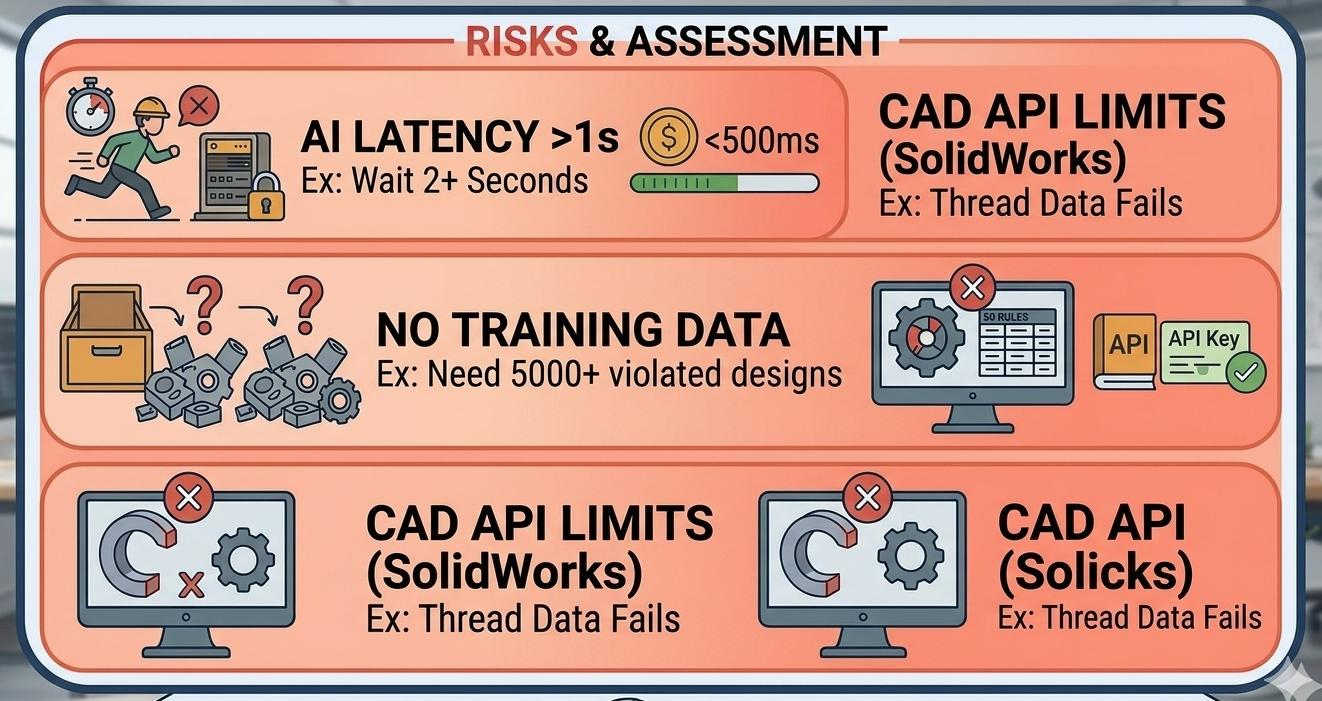 RISKS & ASSESSMENT
AI LATENCY >1s
Ex: Wait 2+ Seconds
$
<500ms
CAD API LIMITS
(SolidWorks)
Ex: Thread Data Fails
? ?
NO TRAINING DATA
Ex: Need 5000+ violated designs
50 RULES
API
API Key
CAD API LIMITS
(SolidWorks)
Ex: Thread Data Fails
CAD API
(Solicks)
Ex: Thread Data Fails